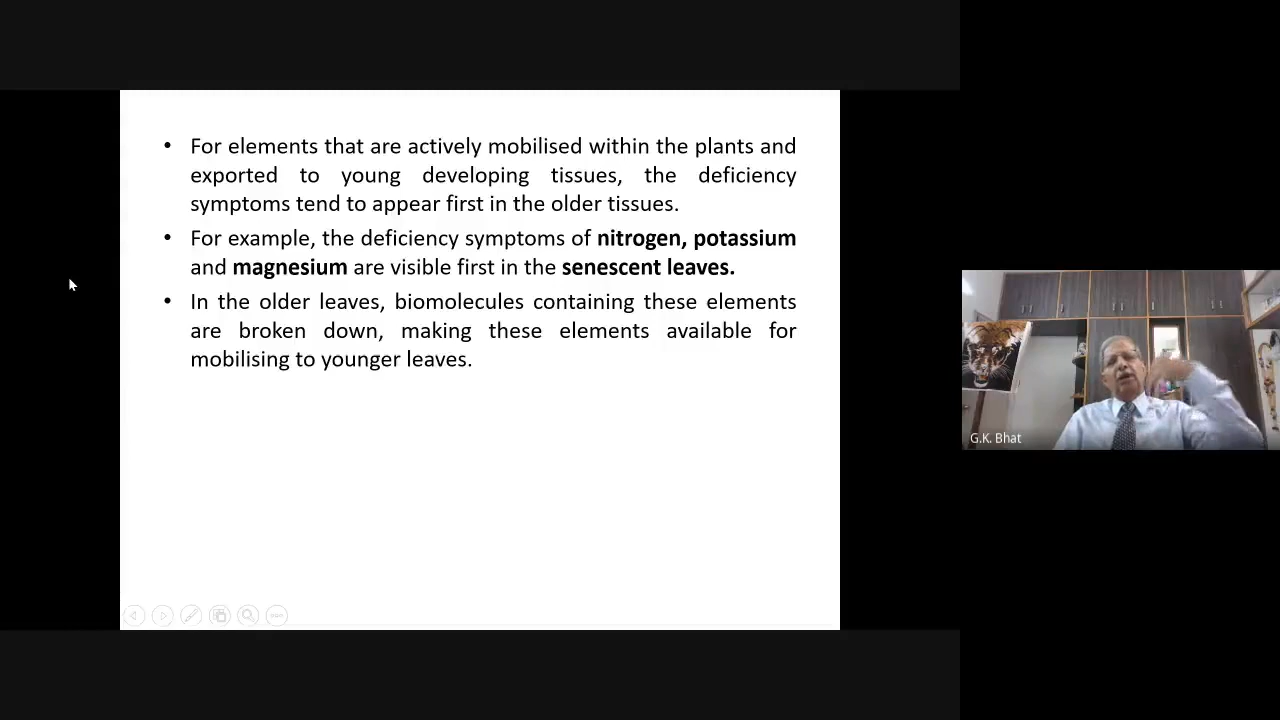 • For elements that are actively mobilised within the plants and
exported to young developing tissues, the deficiency
symptoms tend to appear first in the older tissues.
• For example, the deficiency symptoms of nitrogen, potassium
and magnesium are visible first in the senescent leaves.
• In the older leaves, biomolecules containing these elements
are broken down, making these elements available for
mobilising to younger leaves.
G.K. Bhat